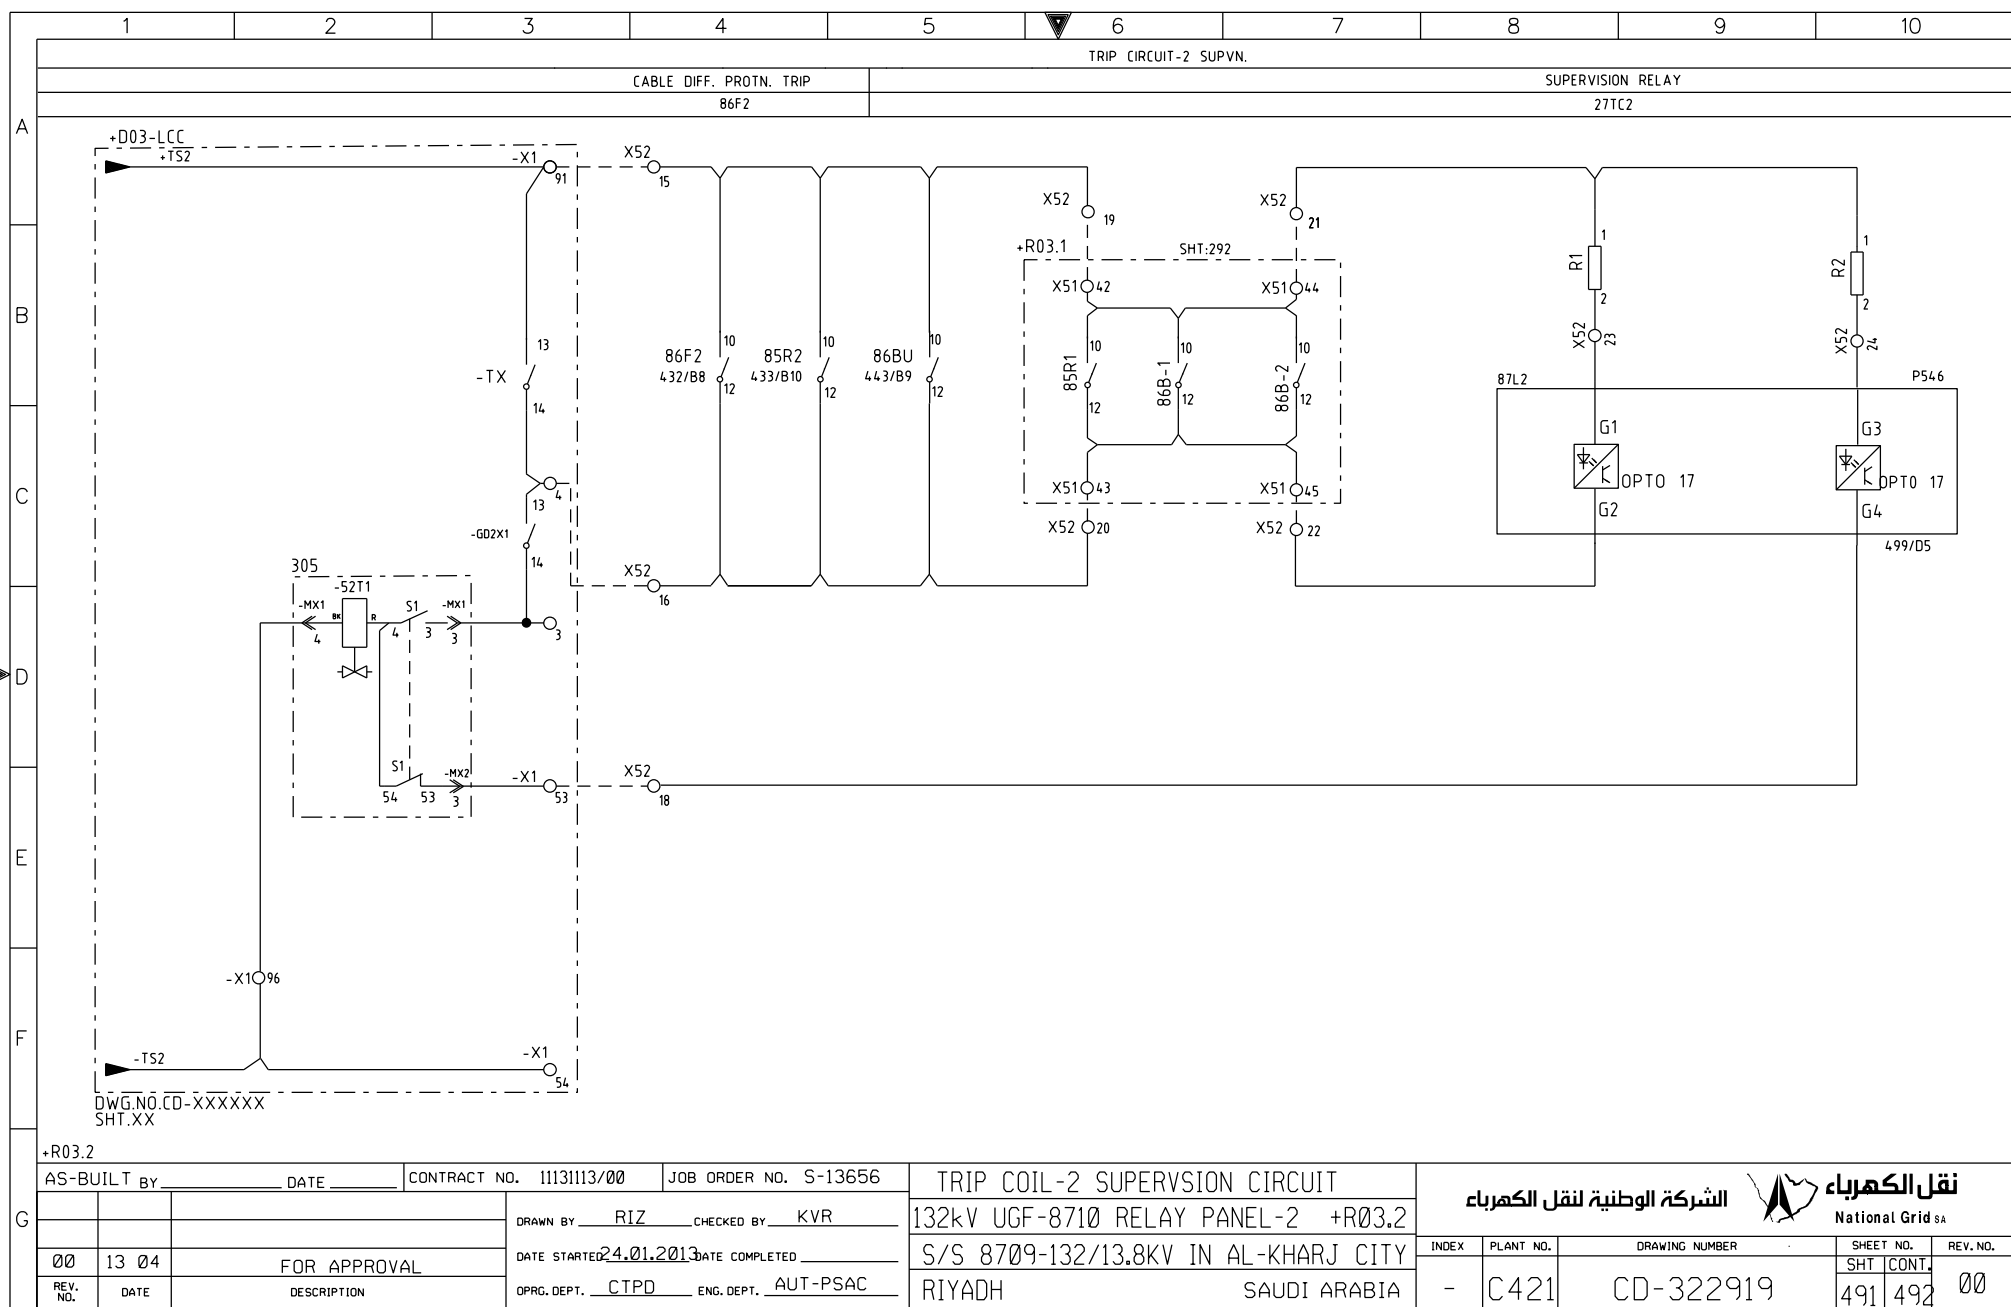 1 2 3 4 5 6 7 8 9 10
TRIP CIRCUIT-2 SUPVN.
CABLE DIFF. PROTN. TRIP
SUPERVISION RELAY
86F2
27TC2
A
B
C
D
E
F
G
+D03-LCC
+TS2
-X1
91
X52
15
X52
19
X52
21
+R03.1
SHT:292
X51 42
X51 44
R1
1
2
R2
1
2
X52
23
X52
24
13
-TX
14
86F2
432/B8
10
12
85R2
433/B10
10
12
86BU
443/B9
10
12
85R1
10
12
86B-1
10
12
86B-2
10
12
87L2
P546
G1
G3
OPTO 17
OPTO 17
G2
G4
499/D5
4
13
-GD2X1
14
X51 43
X51 45
X52 20
X52 22
X52
16
305
-52T1
-MX1
4
BK
R
S1
4
3
-MX1
3
3
S1
54
53
-MX2
3
-X1
53
X52
18
-X1 96
-TS2
-X1
54
DWG.NO.CD-XXXXXX
SHT.XX
+R03.2
AS-BUILT BY DATE
CONTRACT NO. 11131113/00
JOB ORDER NO. S-13656
DRAWN BY RIZ CHECKED BY KVR
DATE STARTED 24.01.2013 DATE COMPLETED
OPRG. DEPT. CTPD ENG. DEPT. AUT-PSAC
00 13 04 FOR APPROVAL
REV. NO. DATE DESCRIPTION
TRIP COIL-2 SUPERVSION CIRCUIT
132kV UGF-8710 RELAY PANEL-2 +R03.2
S/S 8709-132/13.8KV IN AL-KHARJ CITY
RIYADH SAUDI ARABIA
الشركة الوطنية لنقل الكهرباء
نقل الكهرباء
National Grid SA
INDEX PLANT NO. DRAWING NUMBER SHEET NO. REV. NO.
SHT CONT.
- C421 CD-322919 491 492 00